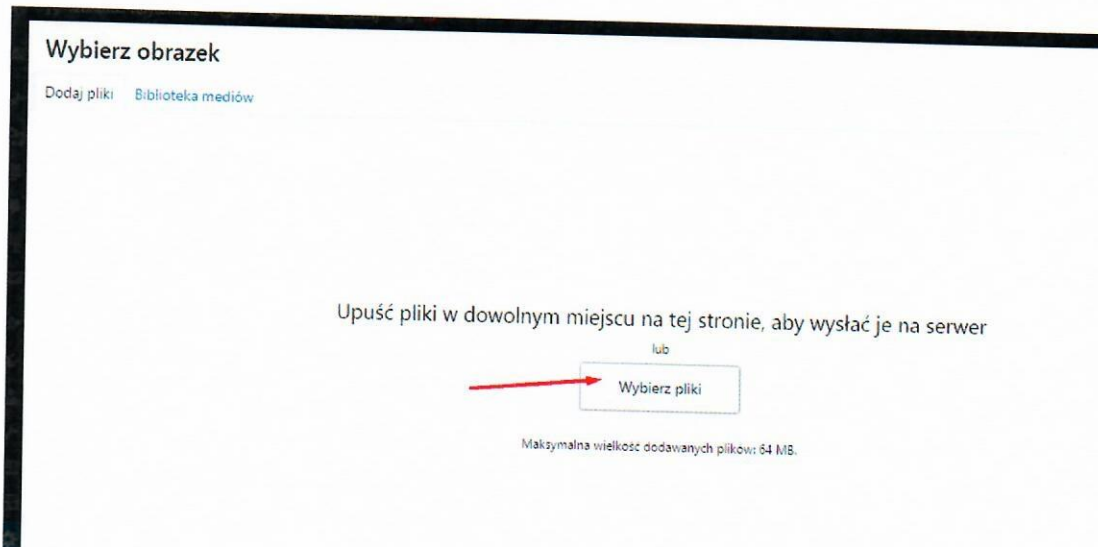 Wybierz obrazek
Dodaj pliki Biblioteka mediów
Upuść pliki w dowolnym miejscu na tej stronie, aby wysłać je na serwer
lub
Wybierz pliki
Maksymalna wielkość dodawanych plików: 64 MB.